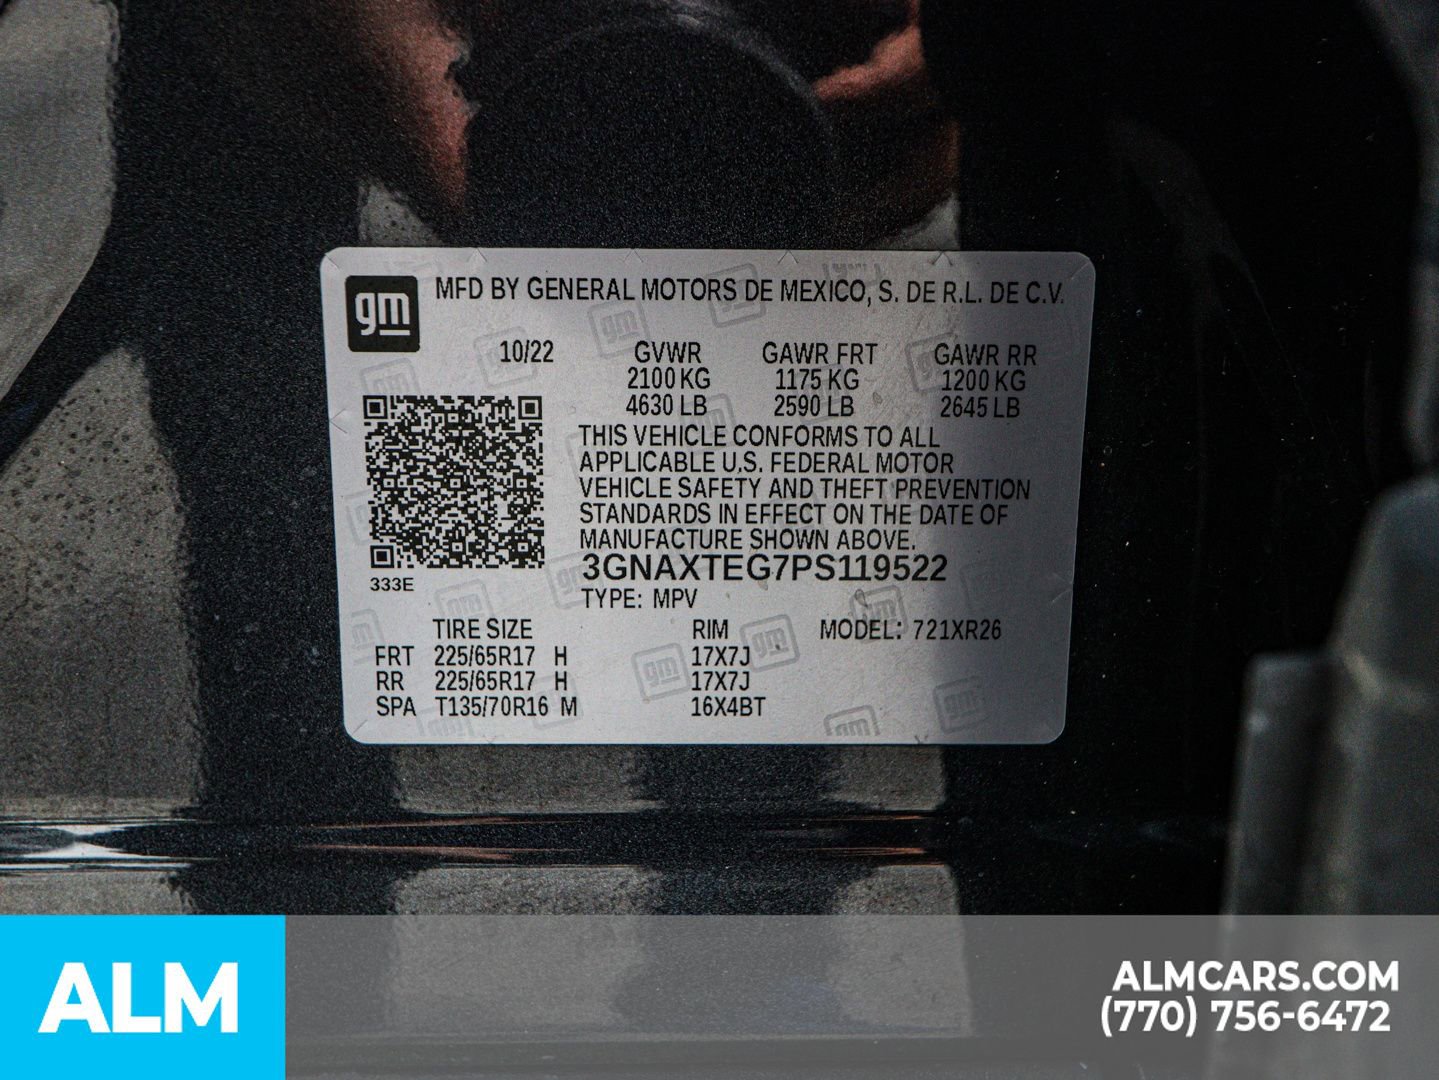 gm MFD BY GENERAL MOTORS DE MEXICO, S. DE R.L. DE C.V.
10/22 GVWR GAWR FRT GAWR RR
2100 KG 1175 KG 1200 KG
4630 LB 2590 LB 2645 LB
THIS VEHICLE CONFORMS TO ALL
APPLICABLE U.S. FEDERAL MOTOR
VEHICLE SAFETY AND THEFT PREVENTION
STANDARDS IN EFFECT ON THE DATE OF
MANUFACTURE SHOWN ABOVE.
333E 3GNAXTEG7PS119522
TYPE: MPV
TIRE SIZE RIM MODEL: 721XR26
FRT 225/65R17 H 17X7J
RR 225/65R17 H 17X7J
SPA T135/70R16 M 16X4BT
ALM
ALMCARS.COM
(770) 756-6472